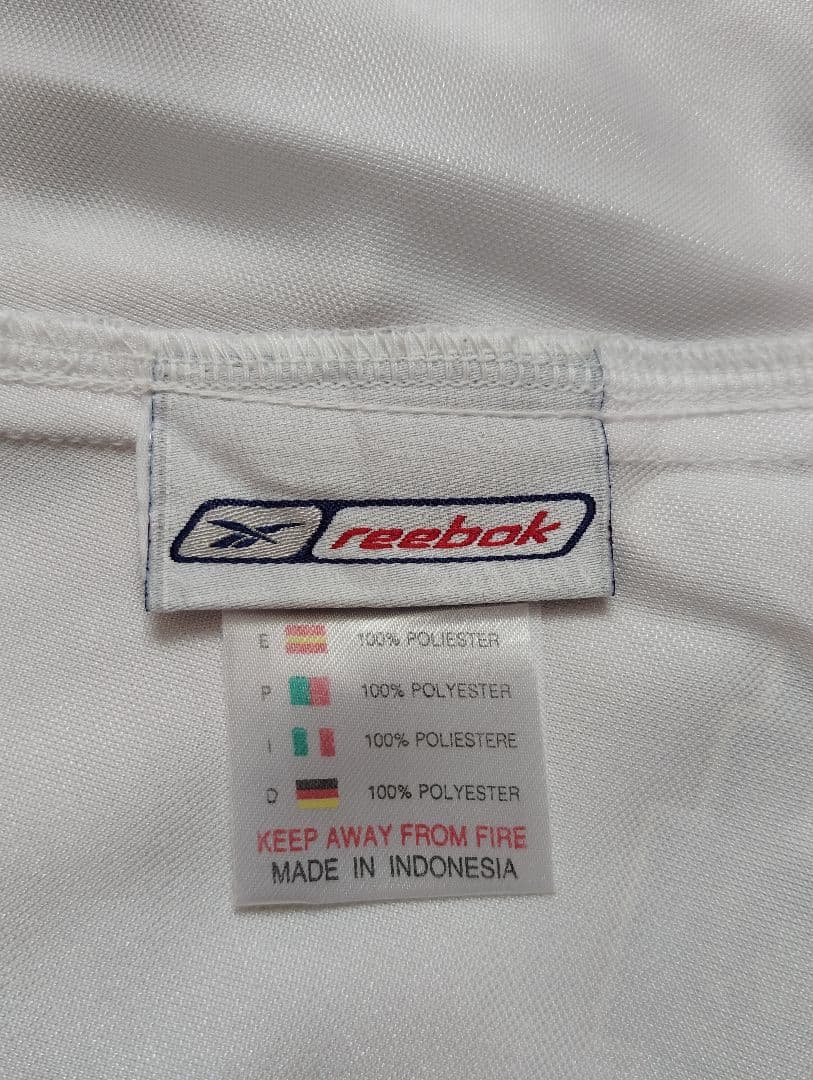 reebok
E 100% POLIESTER
P 100% POLYESTER
I 100% POLIESTERE
D 100% POLYESTER
KEEP AWAY FROM FIRE
MADE IN INDONESIA